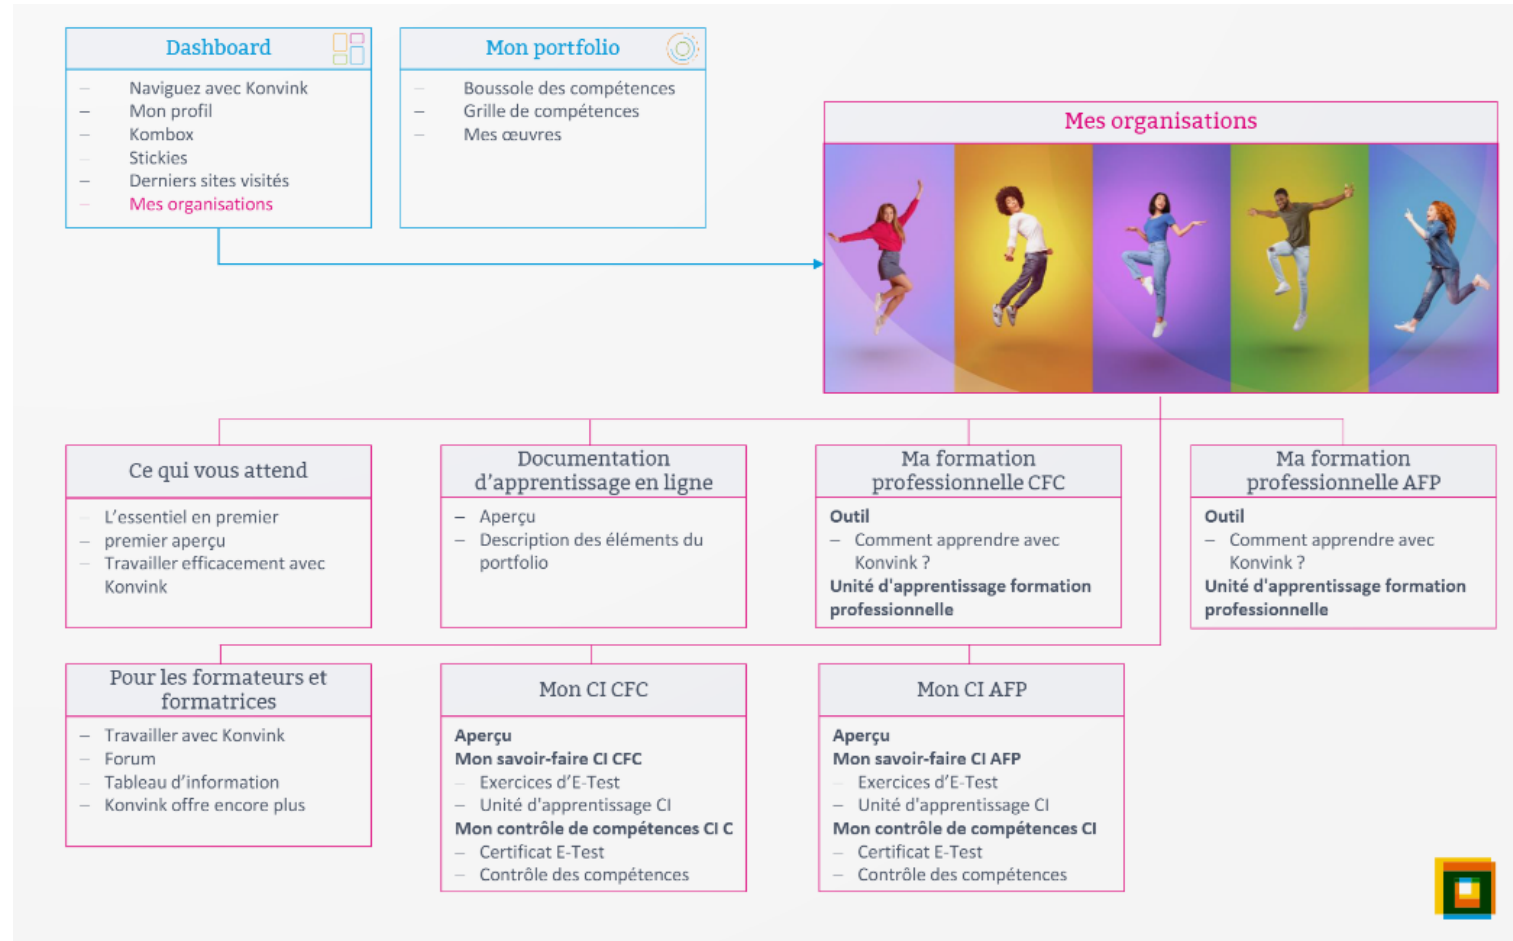 Dashboard
– Naviguez avec Konvink
– Mon profil
– Kombox
– Stickies
– Derniers sites visités
– Mes organisations
Mon portfolio
– Boussole des compétences
– Grille de compétences
– Mes œuvres
Mes organisations
Ce qui vous attend
– L'essentiel en premier
– premier aperçu
– Travailler efficacement avec
Konvink
Documentation
d'apprentissage en ligne
– Aperçu
– Description des éléments du
portfolio
Ma formation
professionnelle CFC
Outil
– Comment apprendre avec
Konvink ?
Unité d'apprentissage formation
professionnelle
Ma formation
professionnelle AFP
Outil
– Comment apprendre avec
Konvink ?
Unité d'apprentissage formation
professionnelle
Pour les formateurs et
formatrices
– Travailler avec Konvink
– Forum
– Tableau d'information
– Konvink offre encore plus
Mon CI CFC
Aperçu
Mon savoir-faire CI CFC
– Exercices d'E-Test
– Unité d'apprentissage CI
Mon contrôle de compétences CI C
– Certificat E-Test
– Contrôle des compétences
Mon CI AFP
Aperçu
Mon savoir-faire CI AFP
– Exercices d'E-Test
– Unité d'apprentissage CI
Mon contrôle de compétences CI
– Certificat E-Test
– Contrôle des compétences